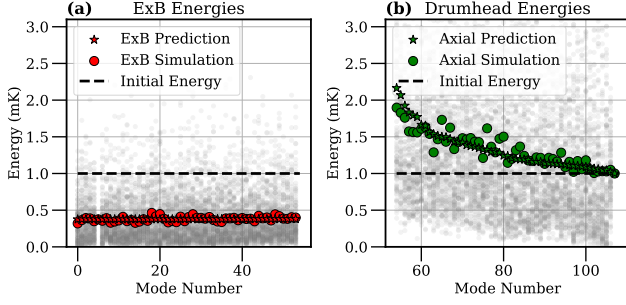 (a) ExB Energies
3.0
2.5
2.0
1.5
1.0
0.5
0.0
Energy (mK)
ExB Prediction
ExB Simulation
Initial Energy
0 20 40
Mode Number
(b) Drumhead Energies
3.0
2.5
2.0
1.5
1.0
0.5
0.0
Energy (mK)
Axial Prediction
Axial Simulation
Initial Energy
60 80 100
Mode Number